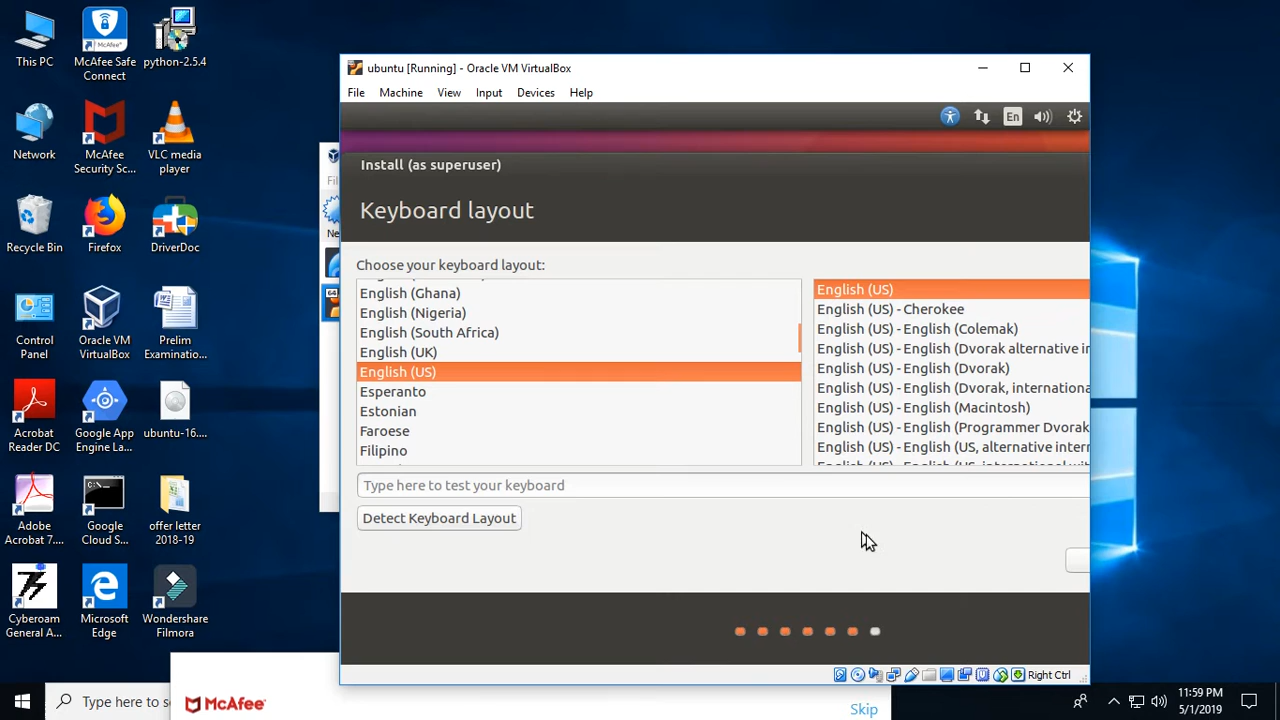 This PC
McAfee Safe
Connect
python-2.5.4
Network
McAfee
Security Sc...
VLC media
player
Recycle Bin
Firefox
DriverDoc
Control
Panel
Oracle VM
VirtualBox
Prelim
Examinatio...
Acrobat
Reader DC
Google App
Engine La...
ubuntu-16....
Adobe
Acrobat 7....
Google
Cloud S...
offer letter
2018-19
Cyberoam
General A...
Microsoft
Edge
Wondershare
Filmora
ubuntu [Running] - Oracle VM VirtualBox
File Machine View Input Devices Help
En
Install (as superuser)
Keyboard layout
Choose your keyboard layout:
English (Ghana)
English (Nigeria)
English (South Africa)
English (UK)
English (US)
Esperanto
Estonian
Faroese
Filipino
English (US)
English (US) - Cherokee
English (US) - English (Colemak)
English (US) - English (Dvorak alternative in
English (US) - English (Dvorak)
English (US) - English (Dvorak, internationa
English (US) - English (Macintosh)
English (US) - English (Programmer Dvorak
English (US) - English (US, alternative inter
Type here to test your keyboard
Detect Keyboard Layout
Right Ctrl
McAfee
Skip
Type here to s
11:59 PM
5/1/2019